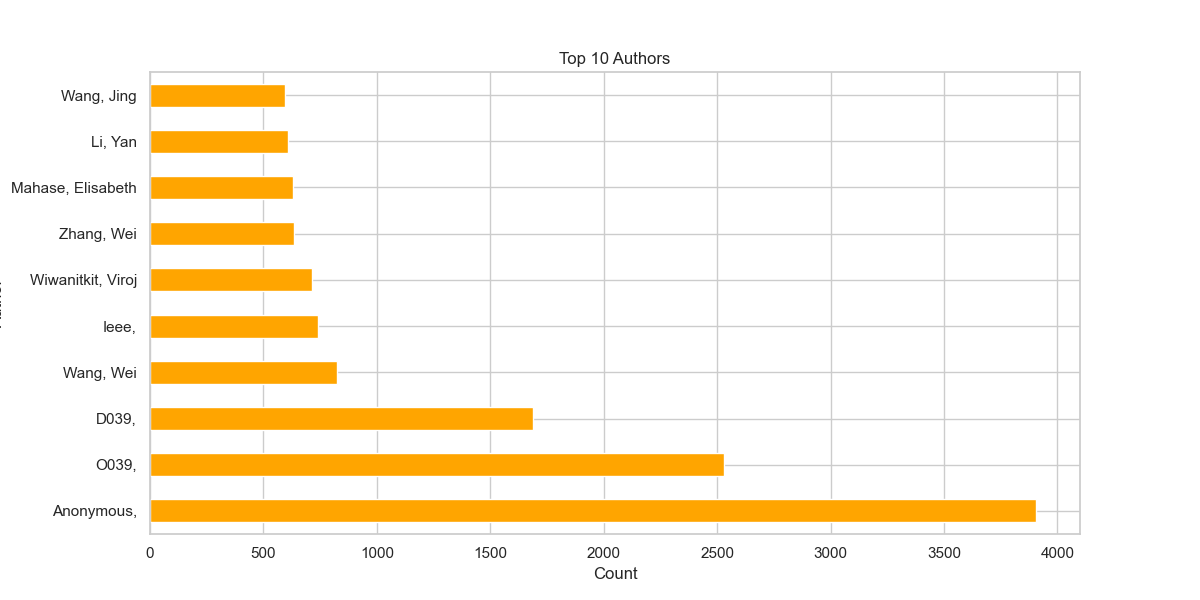 Top 10 Authors
Wang, Jing
Li, Yan
Mahase, Elisabeth
Zhang, Wei
Wiwanitkit, Viroj
Ieee,
Wang, Wei
D039,
O039,
Anonymous,
0 500 1000 1500 2000 2500 3000 3500 4000
Count